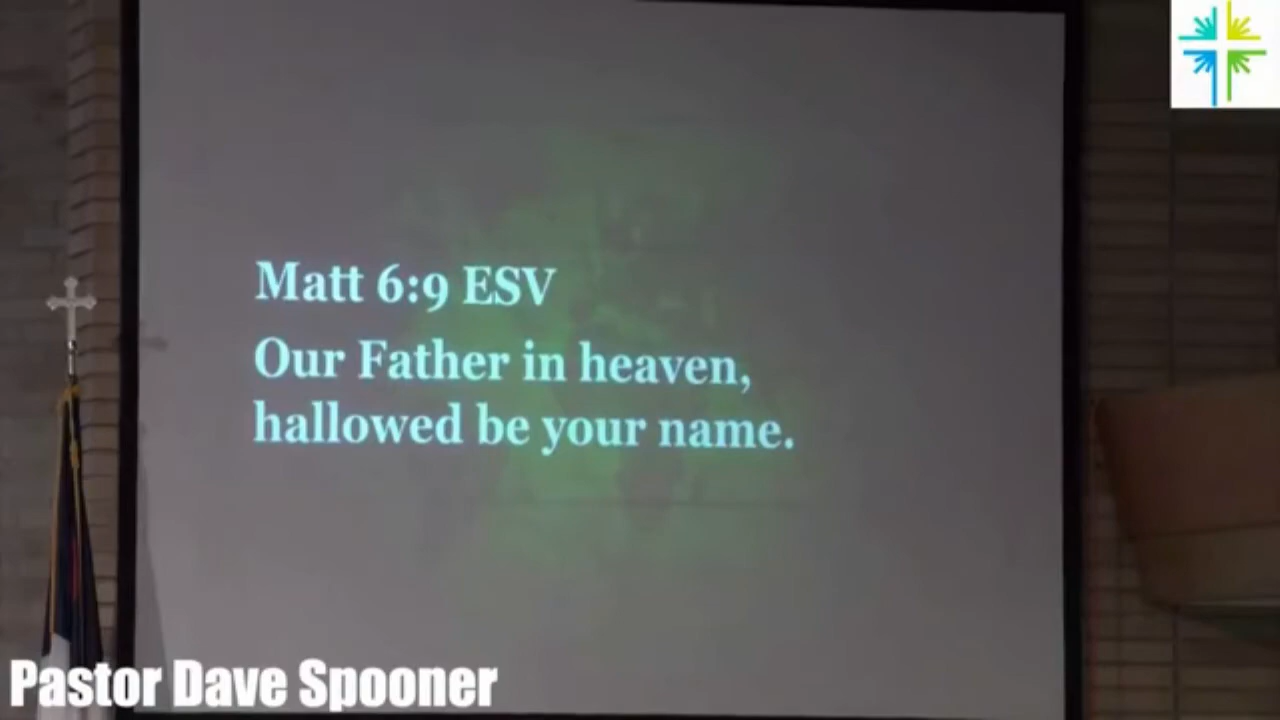 Matt 6:9 ESV
Our Father in heaven,
hallowed be your name.
Pastor Dave Spooner